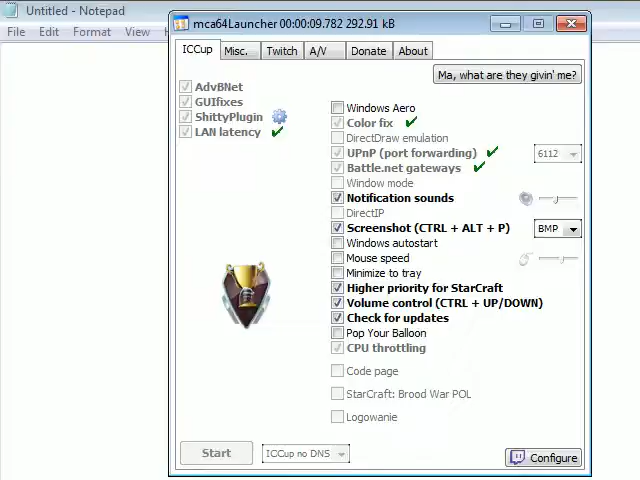 Untitled - Notepad
File Edit Format View
mca64Launcher 00:00:09.782 292.91 kB
ICCup Misc. Twitch A/V Donate About
Ma, what are they givin' me?
AdvBNet
GUIfixes
ShittyPlugin
LAN latency
Windows Aero
Color fix
DirectDraw emulation
UPnP (port forwarding) 6112
Battle.net gateways
Window mode
Notification sounds
DirectIP
Screenshot (CTRL + ALT + P) BMP
Windows autostart
Mouse speed
Minimize to tray
Higher priority for StarCraft
Volume control (CTRL + UP/DOWN)
Check for updates
Pop Your Balloon
CPU throttling
Code page
StarCraft: Brood War POL
Logowanie
Start ICCup no DNS Configure